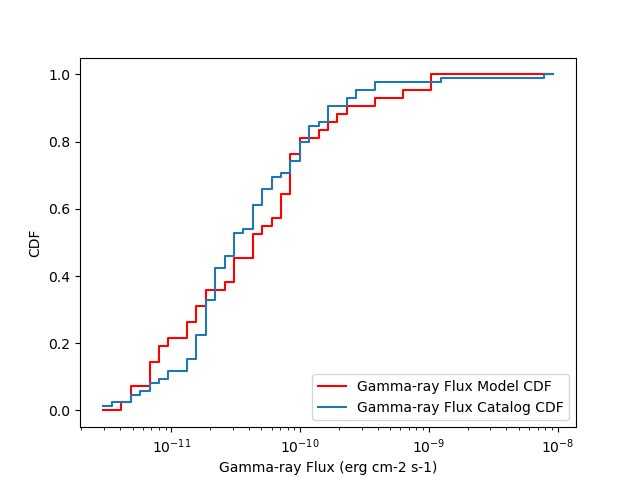 1.0
0.8
0.6
0.4
0.2
0.0
CDF
10⁻¹¹
10⁻¹⁰
10⁻⁹
10⁻⁸
Gamma-ray Flux (erg cm-2 s-1)
Gamma-ray Flux Model CDF
Gamma-ray Flux Catalog CDF